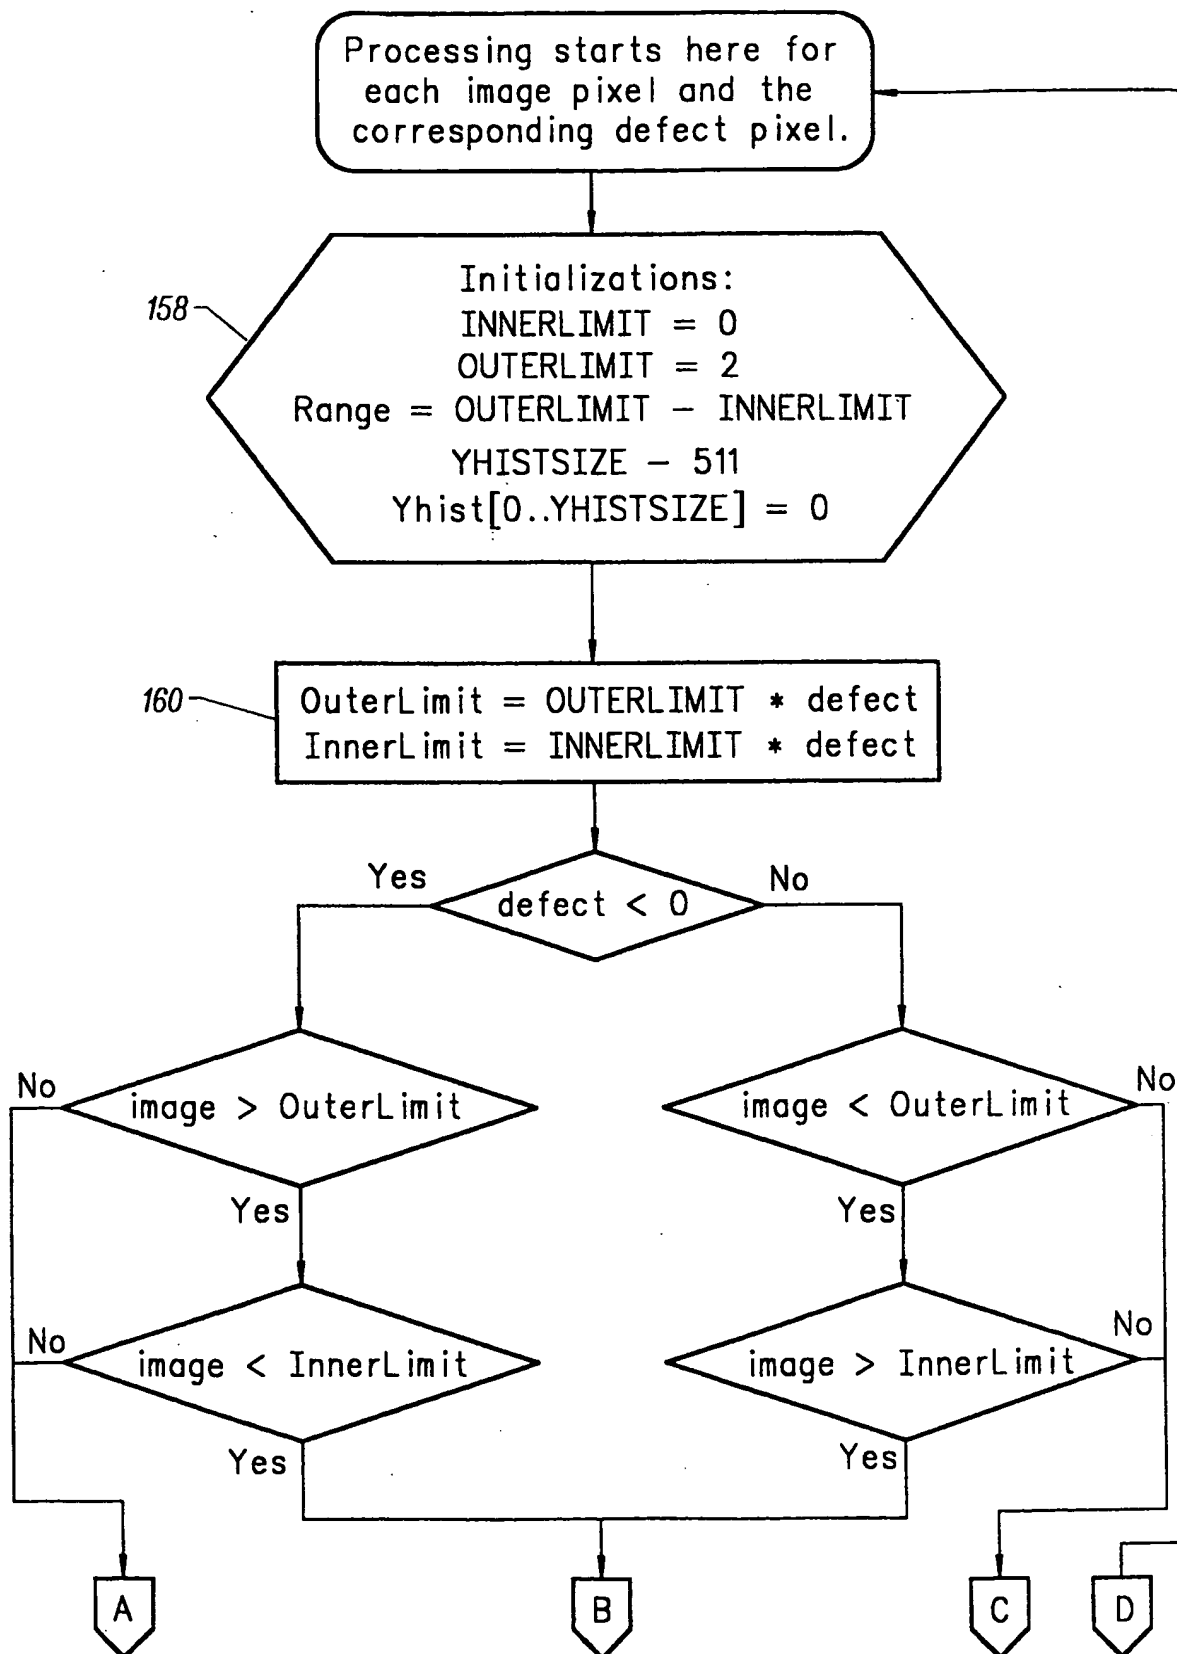 Processing starts here for
each image pixel and the
corresponding defect pixel.
158
Initializations:
INNERLIMIT = 0
OUTERLIMIT = 2
Range = OUTERLIMIT - INNERLIMIT
YHISTSIZE - 511
Yhist[0..YHISTSIZE] = 0
160
OuterLimit = OUTERLIMIT * defect
InnerLimit = INNERLIMIT * defect
Yes
defect < 0
No
No
image > OuterLimit
Yes
image < OuterLimit
No
Yes
No
image < InnerLimit
Yes
image > InnerLimit
No
Yes
A
B
C
D